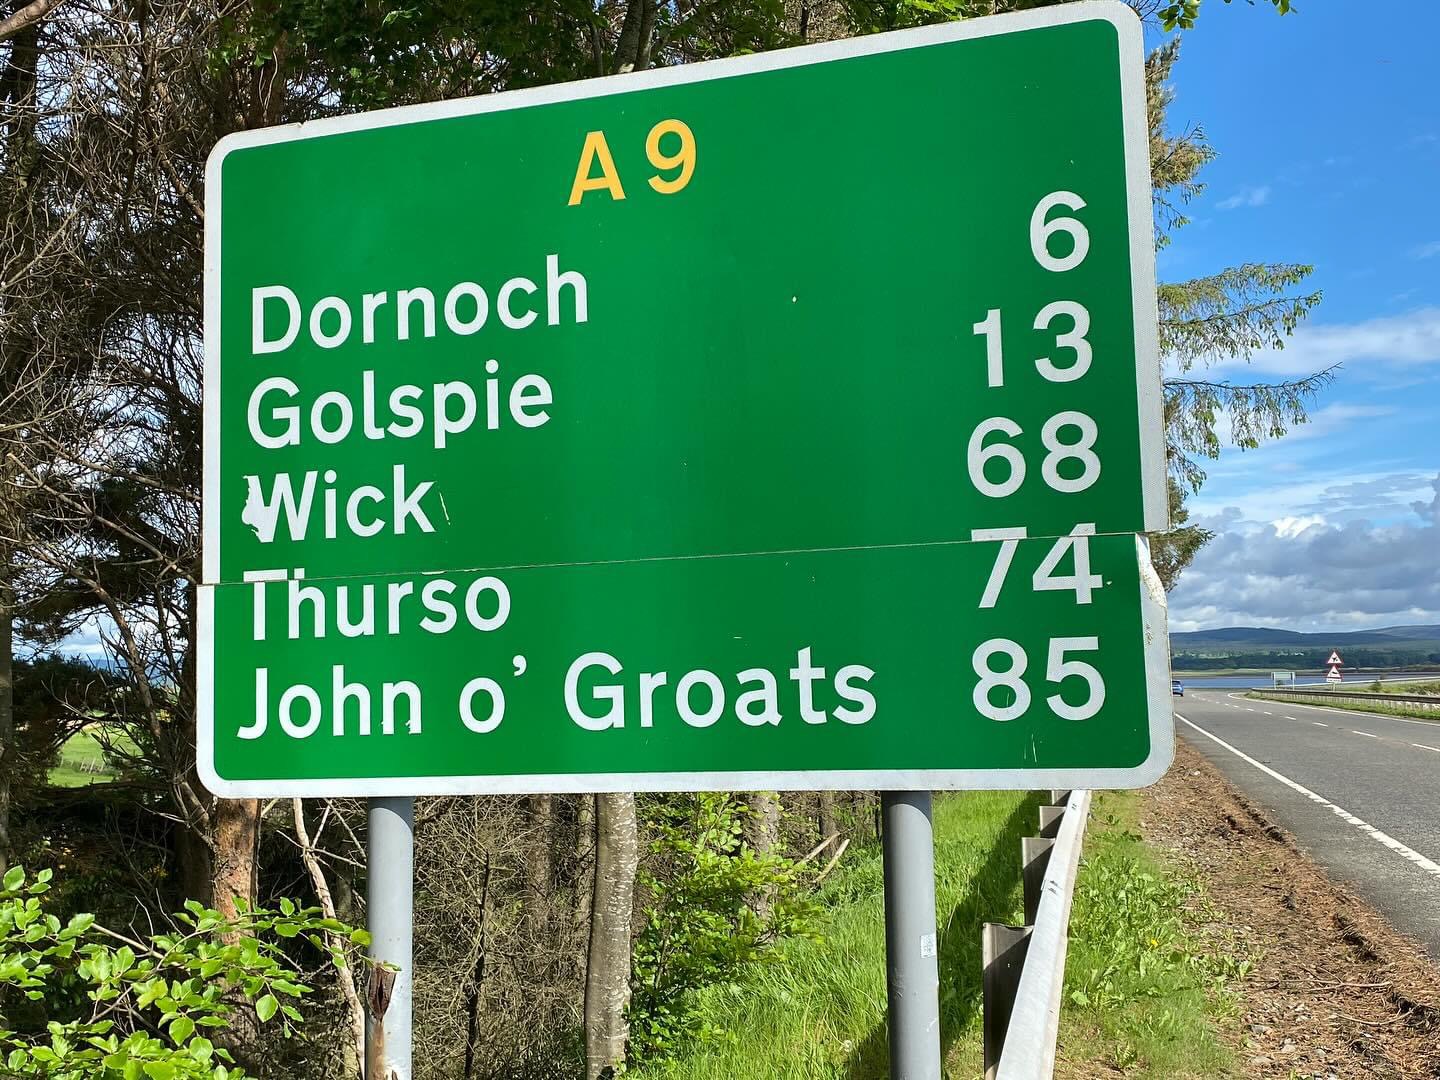 A9
Dornoch 6
Golspie 13
Wick 68
Thurso 74
John o' Groats 85